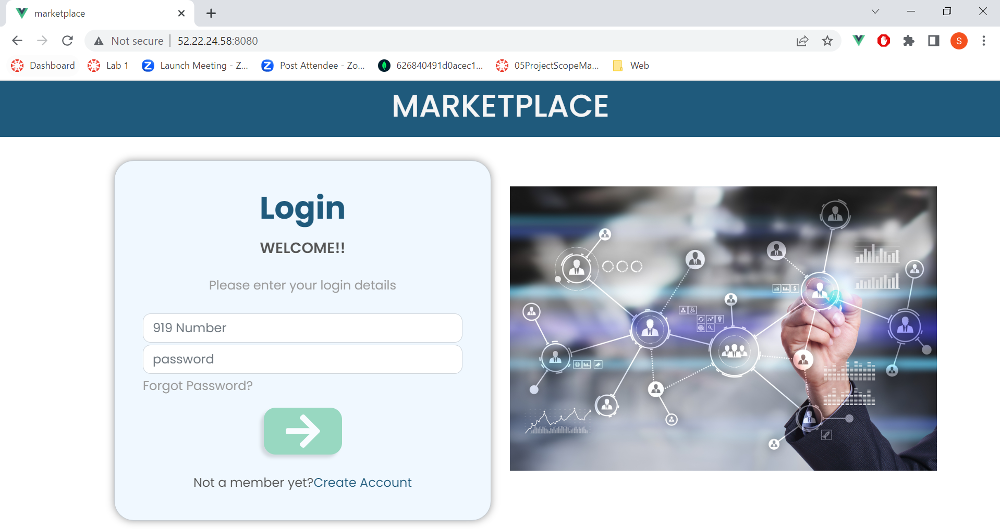 marketplace
Not secure | 52.22.24.58:8080
S
Dashboard Lab 1 Launch Meeting - Z... Post Attendee - Zo... 626840491d0acec1... 05ProjectScopeMa... Web
MARKETPLACE
Login
WELCOME!!
Please enter your login details
919 Number
password
Forgot Password?
Not a member yet?Create Account